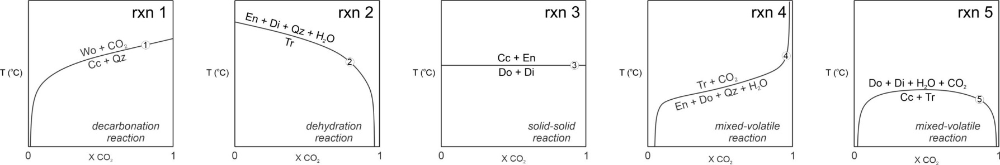 rxn 1
Wo + CO₂
Cc + Qz
1
T (°C)
decarbonation
reaction
0
X CO₂
1
rxn 2
En + Di + Qz + H₂O
Tr
2
T (°C)
dehydration
reaction
0
X CO₂
1
rxn 3
Cc + En
Do + Di
3
T (°C)
solid-solid
reaction
0
X CO₂
1
rxn 4
Tr + CO₂
En + Do + Qz + H₂O
4
T (°C)
mixed-volatile
reaction
0
X CO₂
1
rxn 5
Do + Di + H₂O + CO₂
Cc + Tr
5
T (°C)
mixed-volatile
reaction
0
X CO₂
1